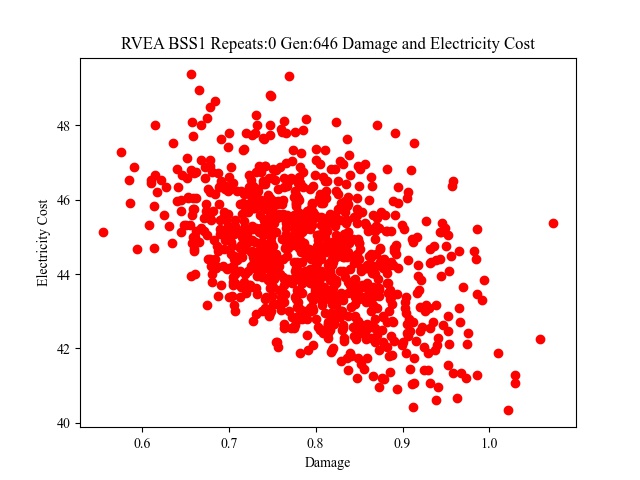 RVEA BSS1 Repeats:0 Gen:646 Damage and Electricity Cost
48
46
44
42
40
Electricity Cost
0.6 0.7 0.8 0.9 1.0
Damage